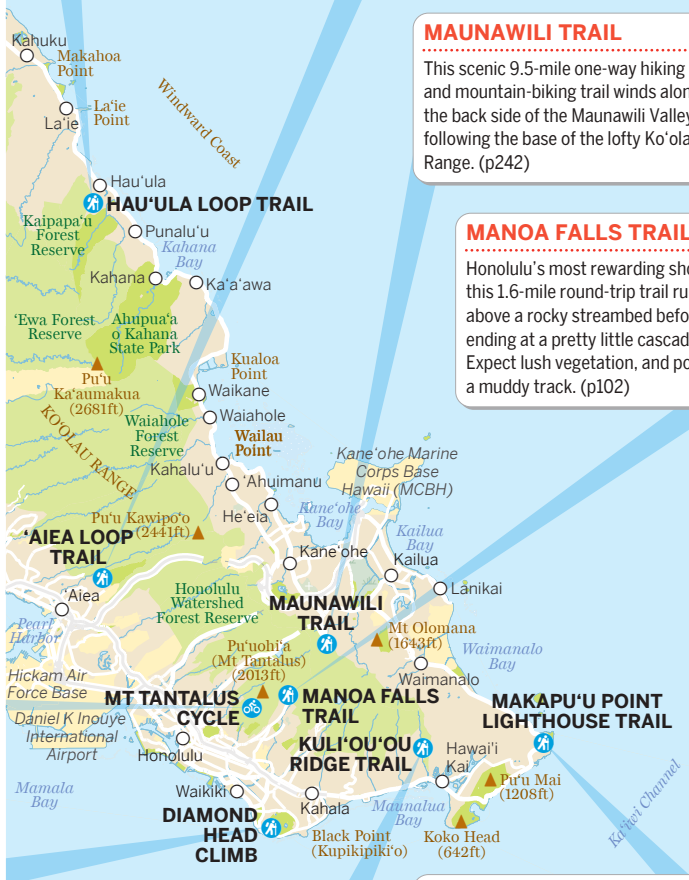 Kahuku
Makahoa
Point
Windward Coast
La‘ie
Point
La‘ie
Hau‘ula
HAU‘ULA LOOP TRAIL
Kaipapa‘u
Forest
Reserve
Punalu‘u
Kahana
Bay
Kahana
Ka‘a‘awa
‘Ewa Forest
Reserve
Ahupua‘a
o Kahana
State Park
Pu‘u
Ka‘aumakua
(2681ft)
Kualoa
Point
Waikane
Waiahole
KO‘OLAU RANGE
Waiahole
Forest
Reserve
Wailau
Point
Kahalu‘u
‘Ahuimanu
Kane‘ohe Marine
Corps Base
Hawaii (MCBH)
He‘eia
Kane‘ohe
Bay
Pu‘u Kawipo‘o
(2441ft)
Kailua
Bay
‘AIEA LOOP
TRAIL
Kane‘ohe
Kailua
‘Aiea
Lanikai
Honolulu
Watershed
Forest Reserve
MAUNAWILI
TRAIL
Pearl
Harbor
Mt Olomana
(1643ft)
Waimanalo
Bay
Pu‘uohi‘a
(Mt Tantalus)
(2013ft)
Waimanalo
Hickam Air
Force Base
MT TANTALUS
CYCLE
MANOA FALLS
TRAIL
MAKAPU‘U POINT
LIGHTHOUSE TRAIL
Daniel K Inouye
International
Airport
Honolulu
KULI‘OU‘OU
RIDGE TRAIL
Hawai‘i
Kai
Mamala
Bay
Waikiki
Kahala
Maunalua
Bay
Pu‘u Mai
(1208ft)
Ka‘iwi Channel
DIAMOND
HEAD
CLIMB
Black Point
(Kupikipiki‘o)
Koko Head
(642ft)
MAUNAWILI TRAIL
This scenic 9.5-mile one-way hiking
and mountain-biking trail winds alon
the back side of the Maunawili Valley
following the base of the lofty Ko‘ola
Range. (p242)
MANOA FALLS TRAIL
Honolulu’s most rewarding sho
this 1.6-mile round-trip trail ru
above a rocky streambed befo
ending at a pretty little cascad
Expect lush vegetation, and po
a muddy track. (p102)